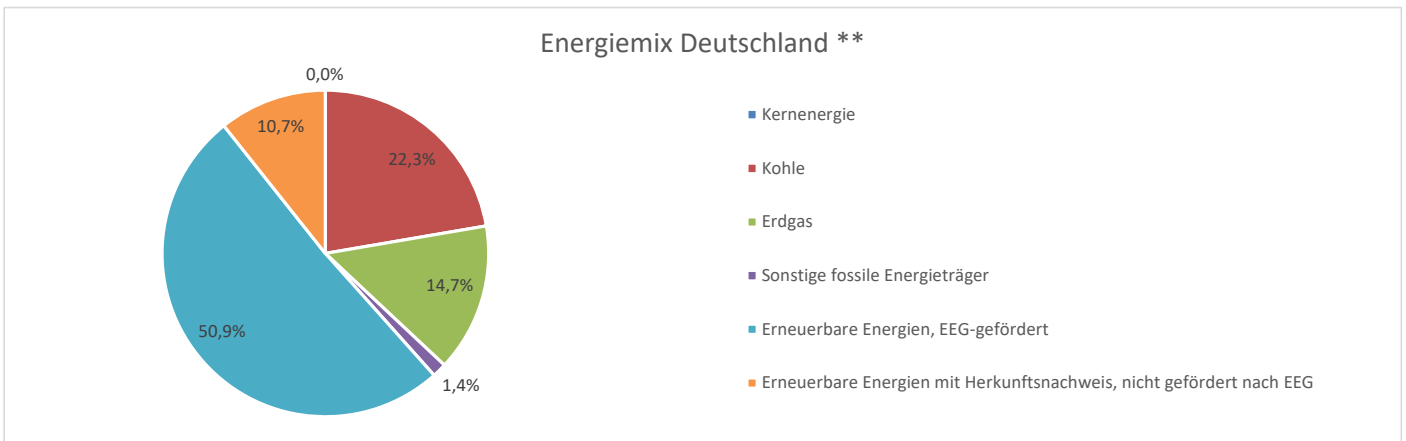 Energiemix Deutschland **
0,0%
10,7%
22,3%
14,7%
50,9%
1,4%
Kernenergie
Kohle
Erdgas
Sonstige fossile Energieträger
Erneuerbare Energien, EEG-gefördert
Erneuerbare Energien mit Herkunftsnachweis, nicht gefördert nach EEG